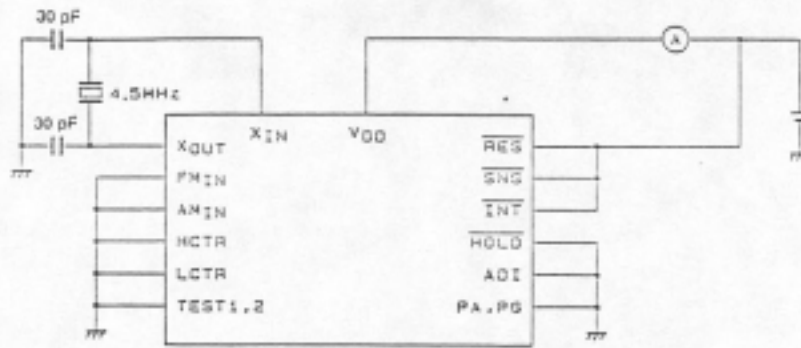 30 pF
A
4.5MHz
30 pF
XIN
VDD
XOUT
RES
FMIN
SNS
AMIN
INT
HCTR
HOLD
LCTR
ADI
TEST1,2
PA,PG